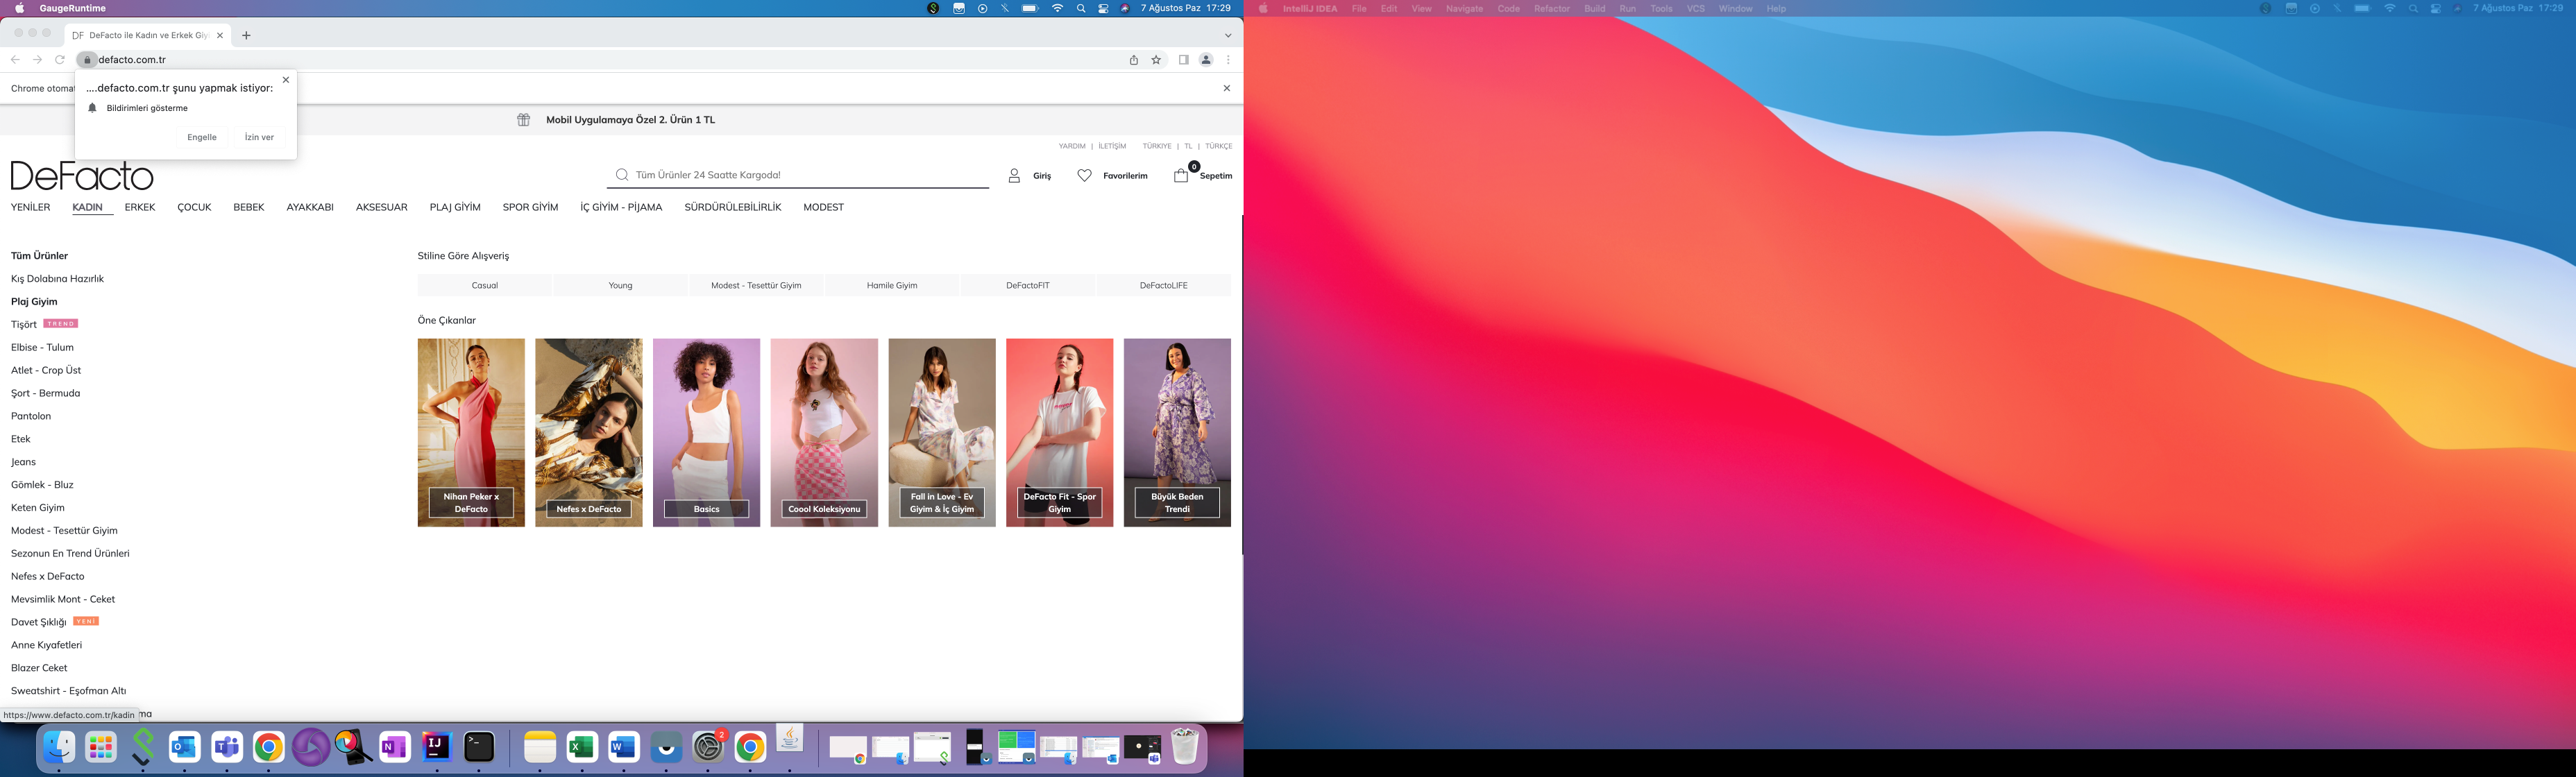 GaugeRuntime
7 Ağustos Paz 17:29
IntelliJ IDEA File Edit View Navigate Code Refactor Build Run Tools VCS Window Help
7 Ağustos Paz 17:29
DF DeFacto ile Kadın ve Erkek Giy
defacto.com.tr
Chrome otomat
....defacto.com.tr şunu yapmak istiyor:
Bildirimleri gösterme
Engelle İzin ver
Mobil Uygulamaya Özel 2. Ürün 1 TL
YARDIM | İLETİŞİM TÜRKIYE | TL | TÜRKÇE
DeFacto
Tüm Ürünler 24 Saatte Kargoda!
Giriş Favorilerim 0 Sepetim
YENİLER KADIN ERKEK ÇOCUK BEBEK AYAKKABI AKSESUAR PLAJ GİYİM SPOR GİYİM İÇ GİYİM - PİJAMA SÜRDÜRÜLEBİLİRLİK MODEST
Tüm Ürünler
Kış Dolabına Hazırlık
Plaj Giyim
Tişört TREND
Elbise - Tulum
Atlet - Crop Üst
Şort - Bermuda
Pantolon
Etek
Jeans
Gömlek - Bluz
Keten Giyim
Modest - Tesettür Giyim
Sezonun En Trend Ürünleri
Nefes x DeFacto
Mevsimlik Mont - Ceket
Davet Şıklığı YENİ
Anne Kıyafetleri
Blazer Ceket
Sweatshirt - Eşofman Altı
ma
Stiline Göre Alışveriş
Casual Young Modest - Tesettür Giyim Hamile Giyim DeFactoFIT DeFactoLIFE
Öne Çıkanlar
Nihan Peker x
DeFacto
Nefes x DeFacto
Basics
Coool Koleksiyonu
Fall in Love - Ev
Giyim & İç Giyim
DeFacto Fit - Spor
Giyim
Büyük Beden
Trendi
https://www.defacto.com.tr/kadin
2